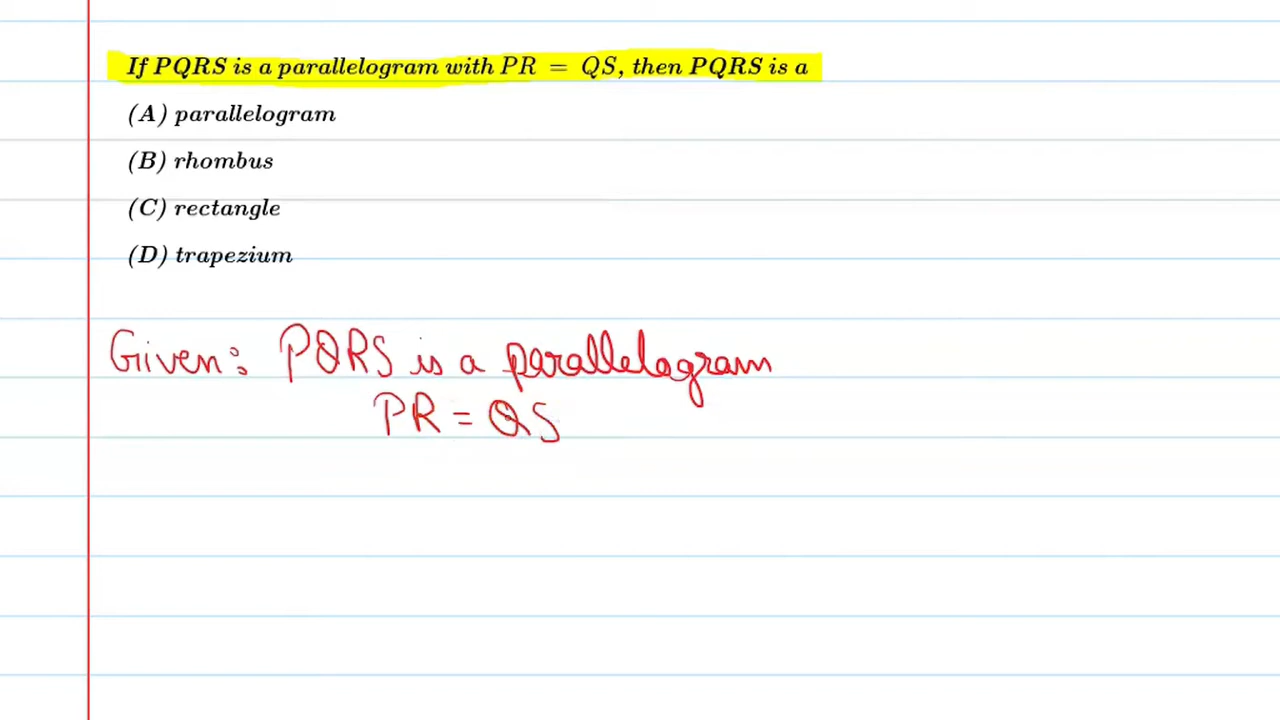 If PQRS is a parallelogram with PR = QS, then PQRS is a
(A) parallelogram
(B) rhombus
(C) rectangle
(D) trapezium
Given: PQRS is a parallelogram
PR = QS